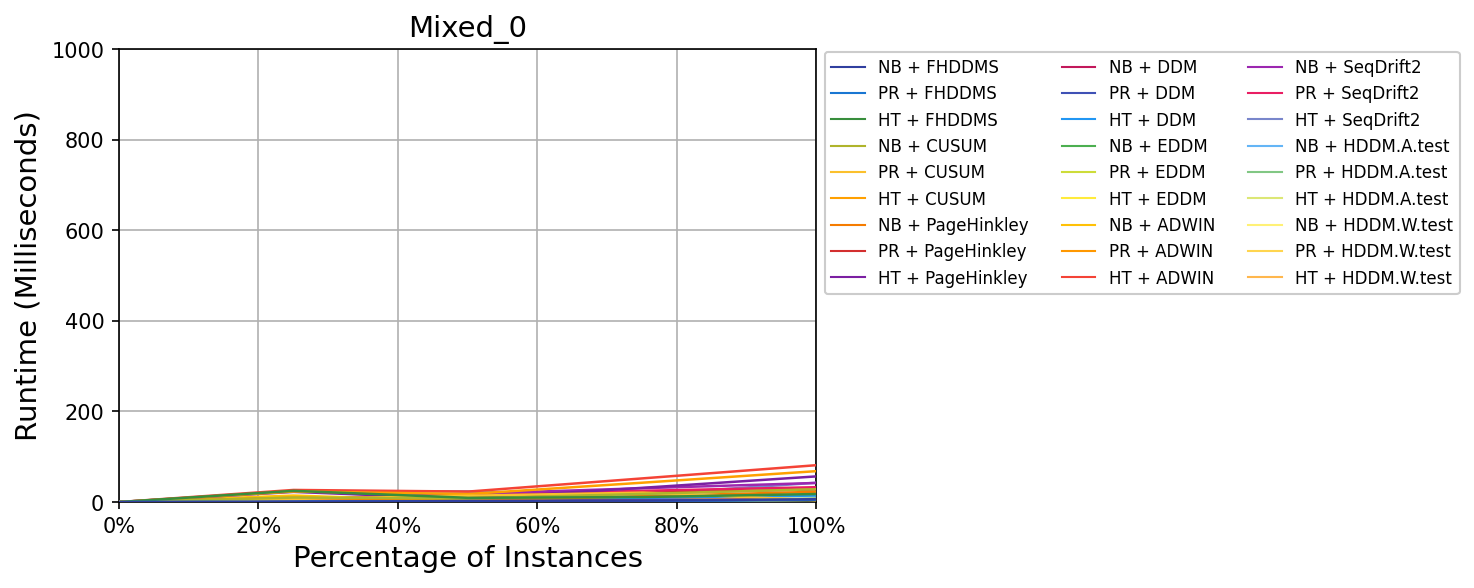 Mixed_0
Runtime (Milliseconds)
1000
800
600
400
200
0
0%
20%
40%
60%
80%
100%
Percentage of Instances
NB + FHDDMS
PR + FHDDMS
HT + FHDDMS
NB + CUSUM
PR + CUSUM
HT + CUSUM
NB + PageHinkley
PR + PageHinkley
HT + PageHinkley
NB + DDM
PR + DDM
HT + DDM
NB + EDDM
PR + EDDM
HT + EDDM
NB + ADWIN
PR + ADWIN
HT + ADWIN
NB + SeqDrift2
PR + SeqDrift2
HT + SeqDrift2
NB + HDDM.A.test
PR + HDDM.A.test
HT + HDDM.A.test
NB + HDDM.W.test
PR + HDDM.W.test
HT + HDDM.W.test